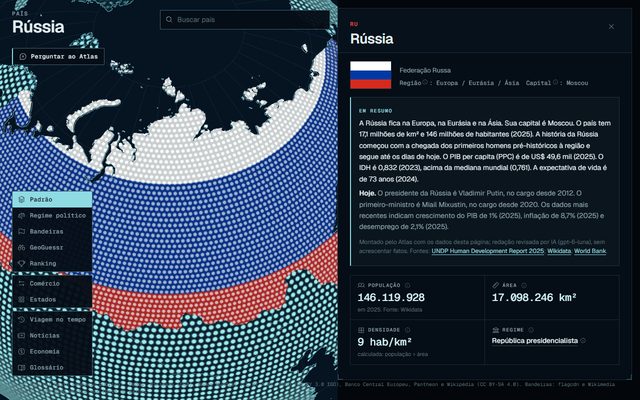 PAÍS
Rússia
Buscar país
Perguntar ao Atlas
Padrão
Regime político
Bandeiras
GeoGuessr
Ranking
Comércio
Estados
Viagem no tempo
Notícias
Economia
Glossário
RU
Rússia
Federação Russa
Região : Europa / Eurásia / Ásia Capital : Moscou
EM RESUMO
A Rússia fica na Europa, na Eurásia e na Ásia. Sua capital é Moscou. O país tem
17,1 milhões de km² e 146 milhões de habitantes (2025). A história da Rússia
começou com a chegada dos primeiros homens pré-históricos à região e
segue até os dias de hoje. O PIB per capita (PPC) é de US$ 49,6 mil (2025). O
IDH é 0,832 (2023), acima da mediana mundial (0,761). A expectativa de vida é
de 73 anos (2024).
Hoje. O presidente da Rússia é Vladimir Putin, no cargo desde 2012. O
primeiro-ministro é Miail Mixustin, no cargo desde 2020. Os dados mais
recentes indicam crescimento do PIB de 1% (2025), inflação de 8,7% (2025) e
desemprego de 2,1% (2025).
Montado pelo Atlas com os dados desta página; redação revisada por IA (gpt-6-luna), sem
acrescentar fatos. Fontes: UNDP Human Development Report 2025, Wikidata, World Bank
POPULAÇÃO
146.119.928
em 2025. Fonte: Wikidata
ÁREA
17.098.246 km²
DENSIDADE
9 hab/km²
calculada: população ÷ área
REGIME
República presidencialista
Banco Central Europeu, Pantheon e Wikipédia (CC BY-SA 4.0). Bandeiras: flagcdn e Wikimedia